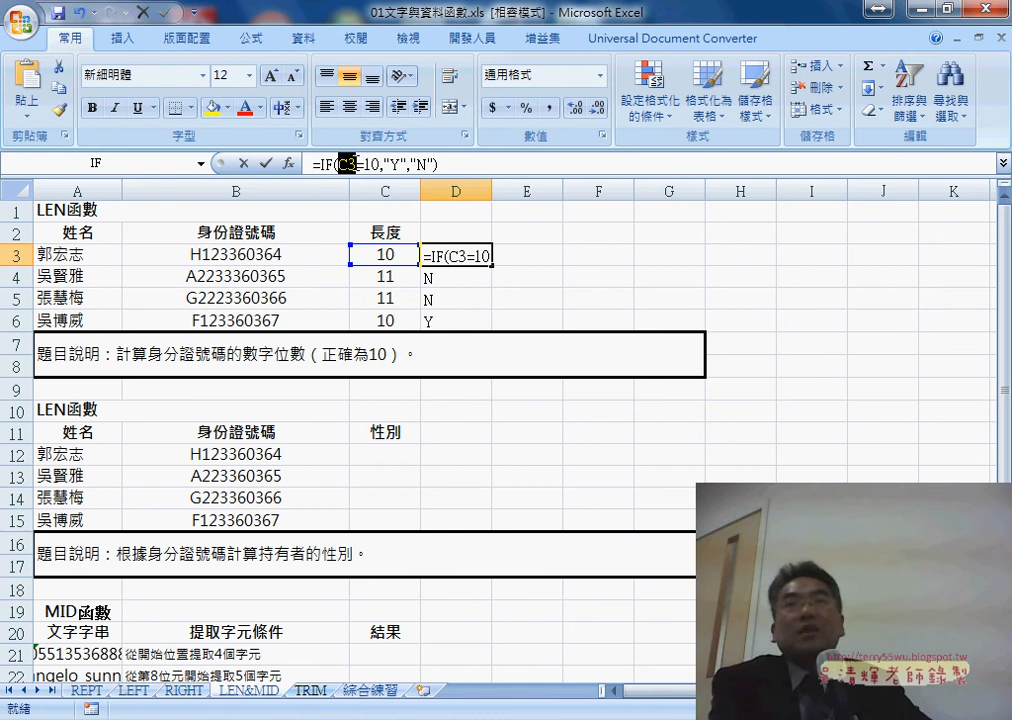 01文字與資料函數.xls [相容模式] - Microsoft Excel
常用 插入 版面配置 公式 資料 校閱 檢視 開發人員 增益集 Universal Document Converter
貼上 新細明體 12 通用格式 設定格式化的條件 格式化為表格 儲存格樣式 插入 刪除 格式 排序與篩選 尋找與選取
剪貼簿 字型 對齊方式 數值 樣式 儲存格 編輯
IF =IF(C3=10,"Y","N")
A B C D E F G H I J K
1 LEN函數
2 姓名 身份證號碼 長度
3 郭宏志 H123360364 10 =IF(C3=10
4 吳賢雅 A2233360365 11 N
5 張慧梅 G2223360366 11 N
6 吳博威 F123360367 10 Y
7 題目說明：計算身分證號碼的數字位數（正確為10）。
8
9
10 LEN函數
11 姓名 身份證號碼 性別
12 郭宏志 H123360364
13 吳賢雅 A223360365
14 張慧梅 G223360366
15 吳博威 F123360367
16 題目說明：根據身分證號碼計算持有者的性別。
17
18
19 MID函數
20 文字字串 提取字元條件 結果
21 0551353688 從開始位置提取4個字元
22 angelo_sunn 從第8位元開始提取5個字元
REPT LEFT RIGHT LEN&MID TRIM 綜合練習
就緒
http://terry55wu.blogspot.tw
吳清輝老師錄製